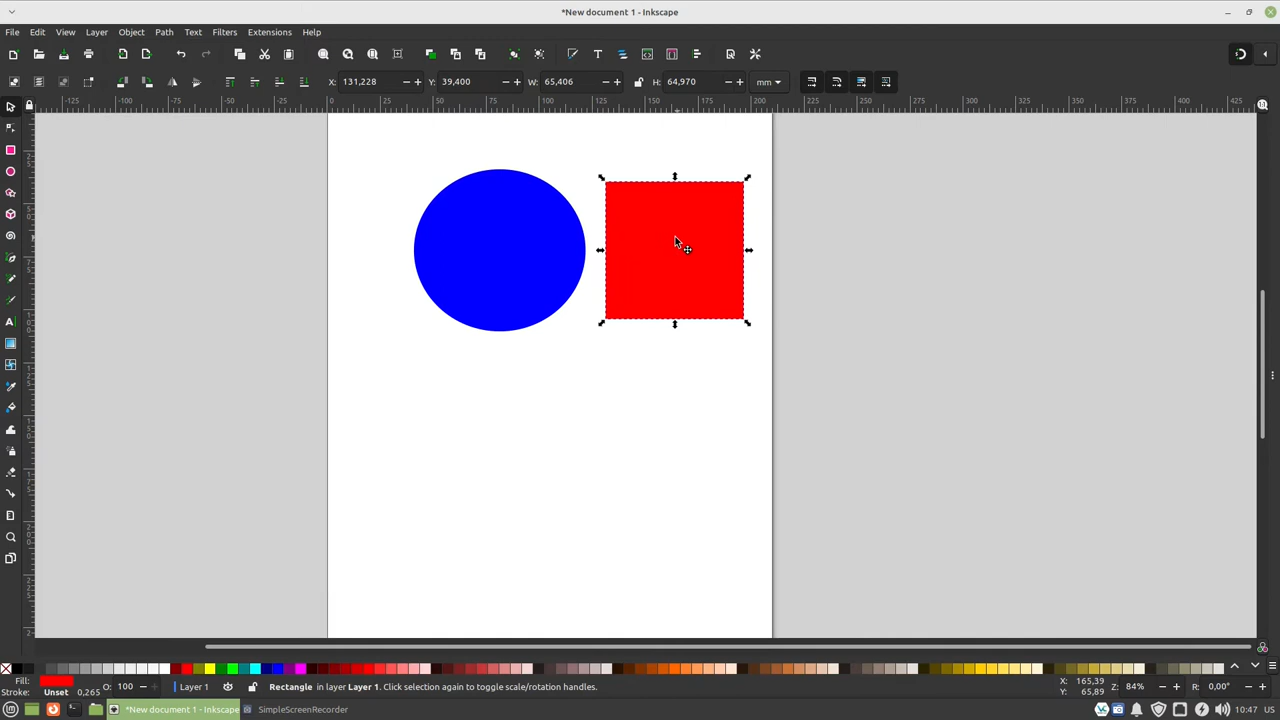 *New document 1 - Inkscape
File Edit View Layer Object Path Text Filters Extensions Help
X: 131,228 − + Y: 39,400 − + W: 65,406 − + H: 64,970 − + mm
-125 -100 -75 -50 -25 0 25 50 75 100 125 150 175 200 225 250 275 300 325 350 375 400 425
Fill:
Stroke: Unset 0,265
O: 100 − + Layer 1 Rectangle in layer Layer 1. Click selection again to toggle scale/rotation handles.
X: 165,39
Y: 65,89
Z: 84% − + R: 0,00° − +
*New document 1 - Inkscape SimpleScreenRecorder 10:47 US